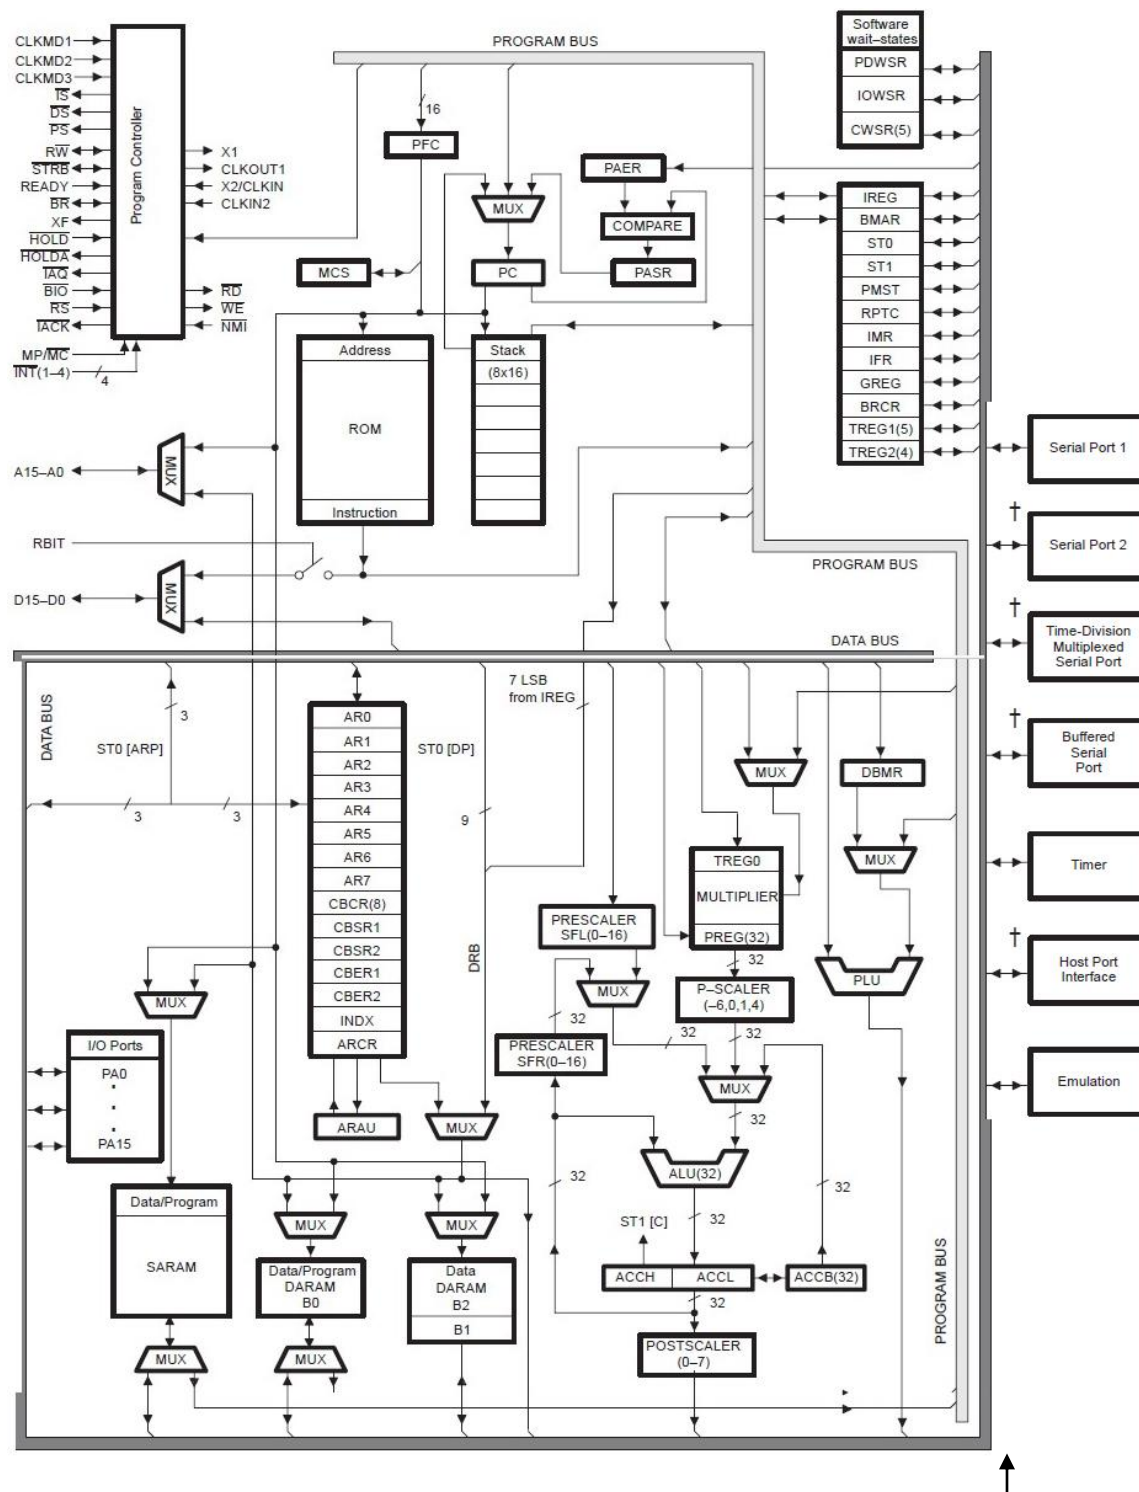 CLKMD1
CLKMD2
CLKMD3
IS
DS
PS
RW
STRB
READY
BR
XF
HOLD
HOLDA
IAQ
BIO
RS
IACK
MP/MC
INT(1–4)
4
Program Controller
X1
CLKOUT1
X2/CLKIN
CLKIN2
RD
WE
NMI
PROGRAM BUS
16
PFC
MUX
PC
MCS
PAER
COMPARE
PASR
Software
wait–states
PDWSR
IOWSR
CWSR(5)
IREG
BMAR
ST0
ST1
PMST
RPTC
IMR
IFR
GREG
BRCR
TREG1(5)
TREG2(4)
Address
ROM
Instruction
Stack
(8x16)
A15–A0
MUX
RBIT
D15–D0
MUX
PROGRAM BUS
DATA BUS
Serial Port 1
†
Serial Port 2
†
Time-Division
Multiplexed
Serial Port
†
Buffered
Serial
Port
Timer
†
Host Port
Interface
Emulation
DATA BUS
3
ST0 [ARP]
3
3
AR0
AR1
AR2
AR3
AR4
AR5
AR6
AR7
CBCR(8)
CBSR1
CBSR2
CBER1
CBER2
INDX
ARCR
ST0 [DP]
7 LSB
from IREG
9
DRB
MUX
DBMR
MUX
TREG0
MULTIPLIER
PREG(32)
32
PRESCALER
SFL(0–16)
MUX
P–SCALER
(–6,0,1,4)
PLU
32
PRESCALER
SFR(0–16)
32
32
MUX
32
MUX
I/O Ports
PA0
.
.
.
PA15
ARAU
MUX
ALU(32)
32
32
32
ST1 [C]
Data/Program
SARAM
MUX
MUX
Data/Program
DARAM
B0
Data
DARAM
B2
B1
ACCH
ACCL
ACCB(32)
32
POSTSCALER
(0–7)
MUX
MUX
PROGRAM BUS